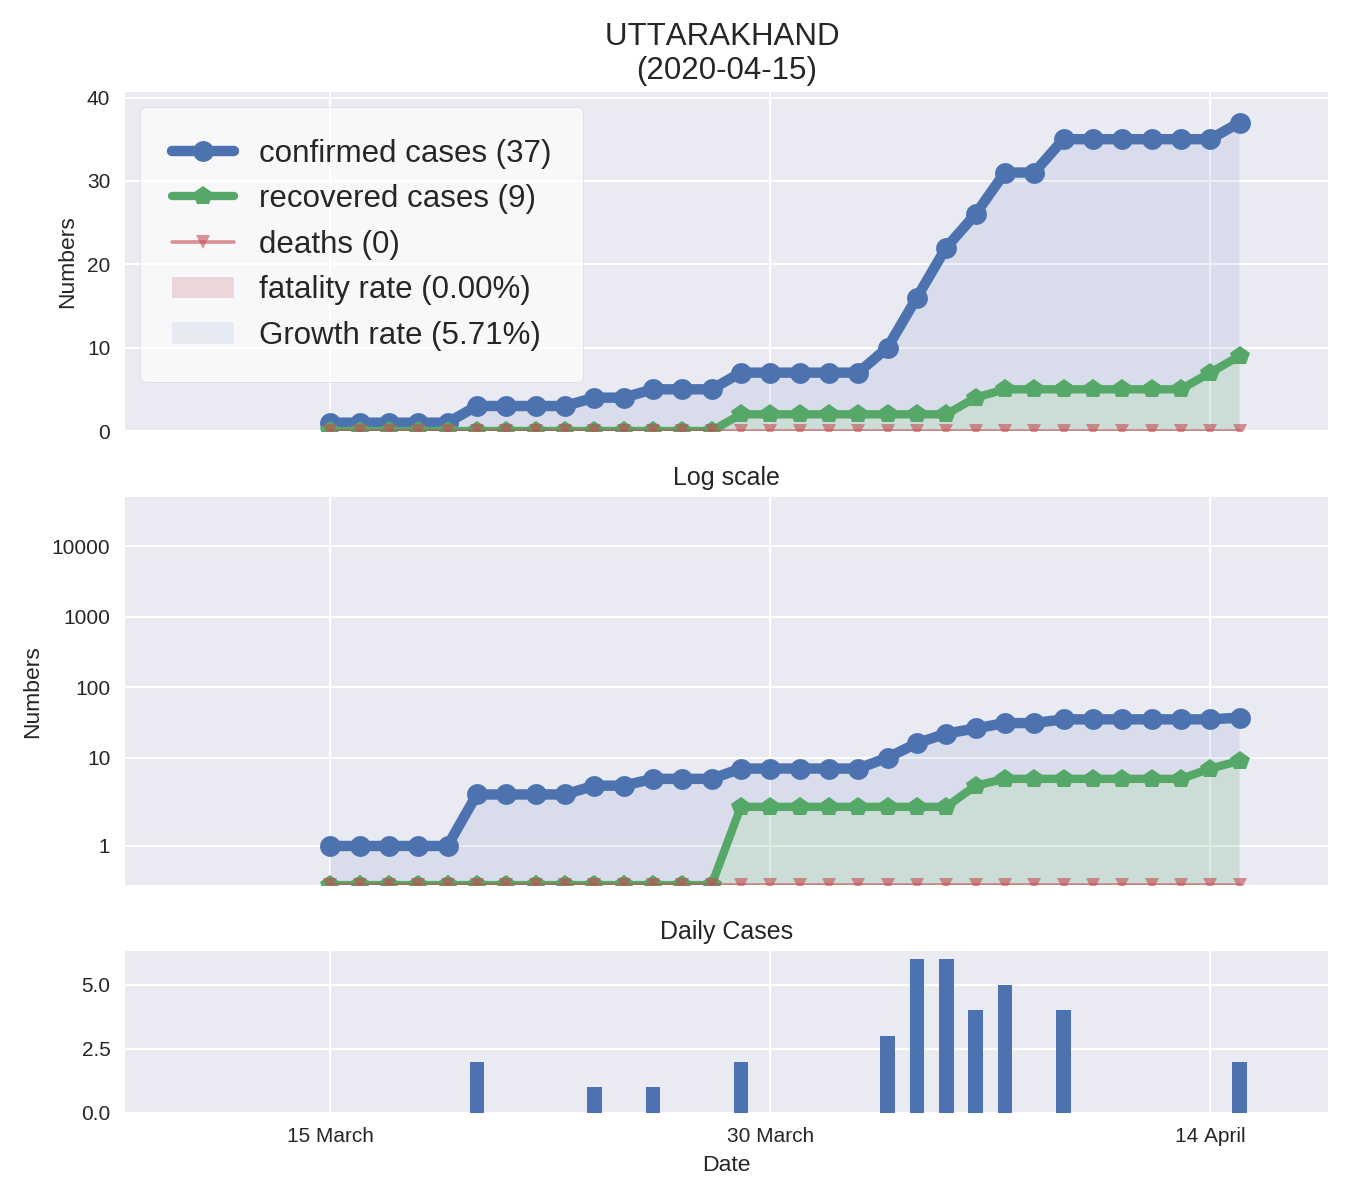 UTTARAKHAND
(2020-04-15)
40
30
20
10
0
Numbers
confirmed cases (37)
recovered cases (9)
deaths (0)
fatality rate (0.00%)
Growth rate (5.71%)
Log scale
10000
1000
100
10
1
Numbers
Daily Cases
5.0
2.5
0.0
15 March
30 March
14 April
Date